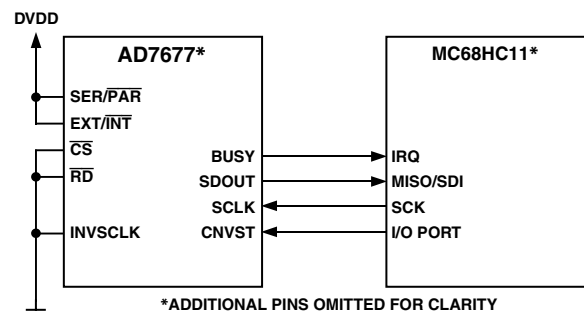 DVDD
AD7677*
MC68HC11*
SER/PAR
EXT/INT
CS
RD
INVSCLK
BUSY
SDOUT
SCLK
CNVST
IRQ
MISO/SDI
SCK
I/O PORT
*ADDITIONAL PINS OMITTED FOR CLARITY